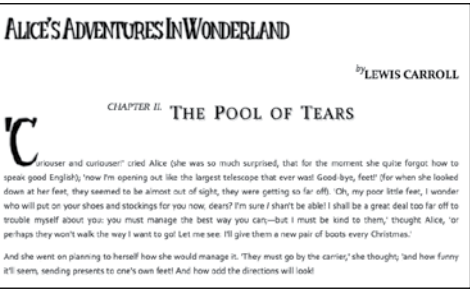 ALICE'S ADVENTURES IN WONDERLAND
by LEWIS CARROLL
CHAPTER II. THE POOL OF TEARS
'Curiouser and curiouser!' cried Alice (she was so much surprised, that for the moment she quite forgot how to
speak good English); 'now I'm opening out like the largest telescope that ever was! Good-bye, feet!' (for when she looked
down at her feet, they seemed to be almost out of sight, they were getting so far off). 'Oh, my poor little feet, I wonder
who will put on your shoes and stockings for you now, dears? I'm sure I shan't be able! I shall be a great deal too far off to
trouble myself about you: you must manage the best way you can;—but I must be kind to them,' thought Alice, 'or
perhaps they won't walk the way I want to go! Let me see: I'll give them a new pair of boots every Christmas.'
And she went on planning to herself how she would manage it. 'They must go by the carrier,' she thought; 'and how funny
it'll seem, sending presents to one's own feet! And how odd the directions will look!